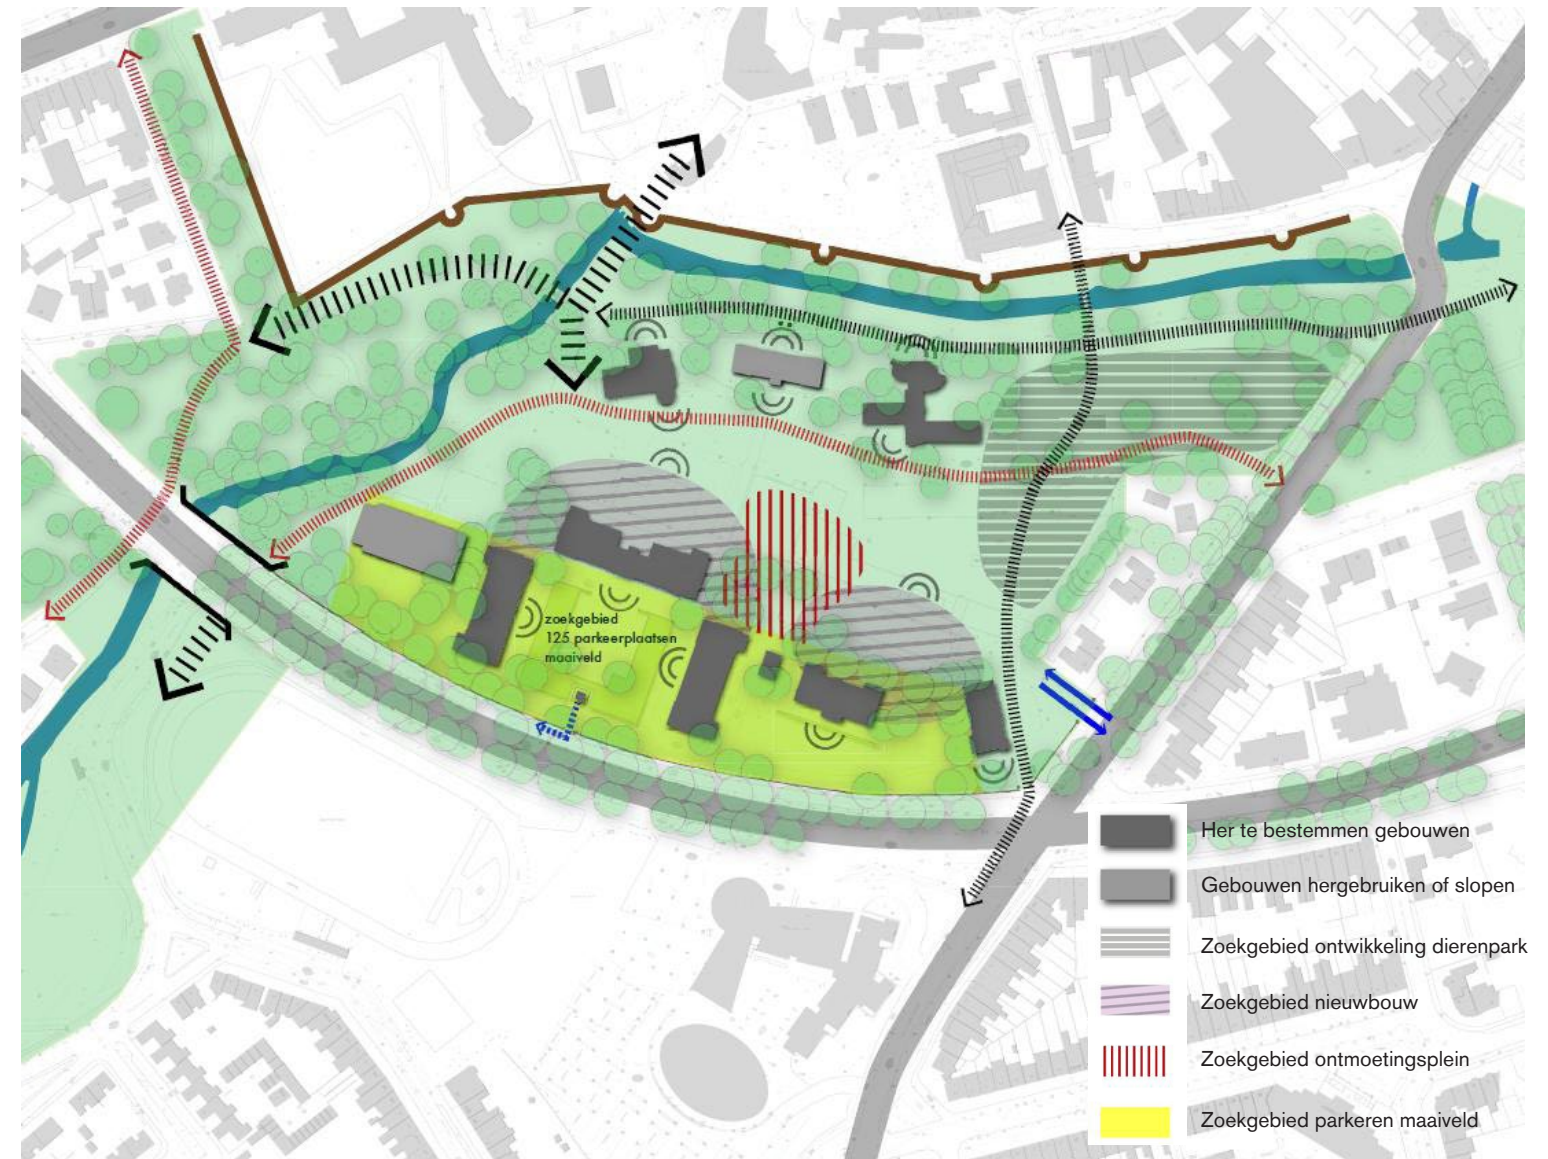 zoekgebied
125 parkeerplaatsen
maaiveld
Her te bestemmen gebouwen
Gebouwen hergebruiken of slopen
Zoekgebied ontwikkeling dierenpark
Zoekgebied nieuwbouw
Zoekgebied ontmoetingsplein
Zoekgebied parkeren maaiveld